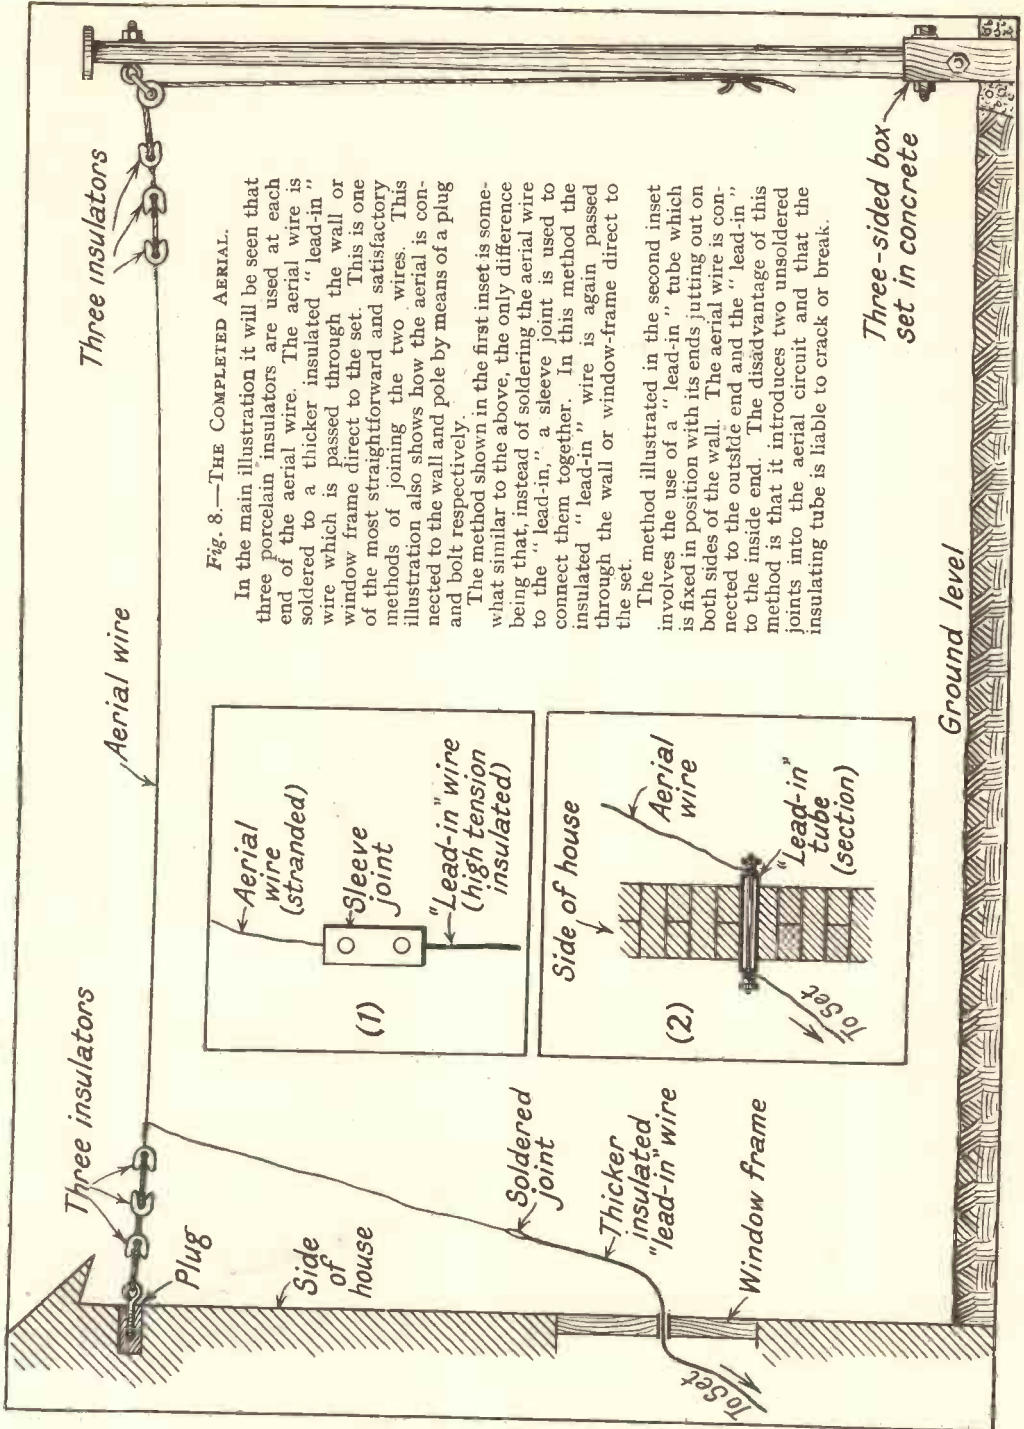 Three insulators
Aerial wire
Three insulators
Plug
Side
of
house
Fig. 8.—THE COMPLETED AERIAL.
In the main illustration it will be seen that
three porcelain insulators are used at each
end of the aerial wire. The aerial wire is
soldered to a thicker insulated "lead-in"
wire which is passed through the wall or
window frame direct to the set. This is one
of the most straightforward and satisfactory
methods of joining the two wires. This
illustration also shows how the aerial is con-
nected to the wall and pole by means of a plug
and bolt respectively.
The method shown in the first inset is some-
what similar to the above, the only difference
being that, instead of soldering the aerial wire
to the "lead-in," a sleeve joint is used to
connect them together. In this method the
insulated "lead-in" wire is again passed
through the wall or window-frame direct to
the set.
The method illustrated in the second inset
involves the use of a "lead-in" tube which
is fixed in position with its ends jutting out on
both sides of the wall. The aerial wire is con-
nected to the outside end and the "lead-in"
to the inside end. The disadvantage of this
method is that it introduces two unsoldered
joints into the aerial circuit and that the
insulating tube is liable to crack or break.
Aerial
wire
(stranded)
Sleeve
joint
"Lead-in" wire
(high tension
insulated)
(1)
Side of house
Aerial
wire
"Lead-in"
tube
(section)
(2)
To Set
Soldered
joint
Thicker
insulated
"lead-in" wire
Window frame
To Set
Three-sided box
set in concrete
Ground level